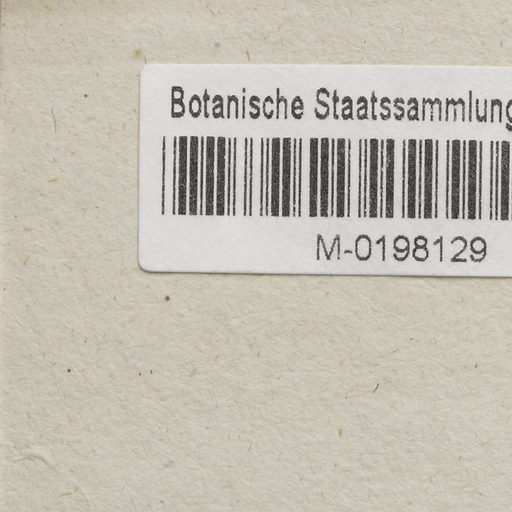 Botanische Staatssammlung
M-0198129